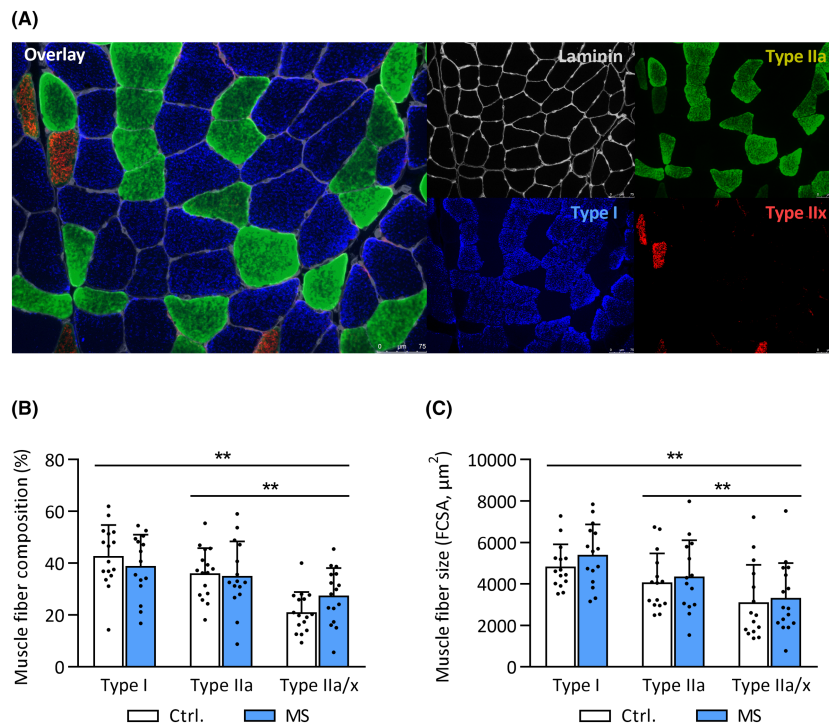 (A)
Overlay
Laminin
Type IIa
Type I
Type IIx
0 µm 75
(B)
(C)
Muscle fiber composition (%)
80
60
40
20
0
**
**
Type I Type IIa Type IIa/x
Ctrl. MS
Muscle fiber size (FCSA, µm²)
10000
8000
6000
4000
2000
0
**
**
Type I Type IIa Type IIa/x
Ctrl. MS